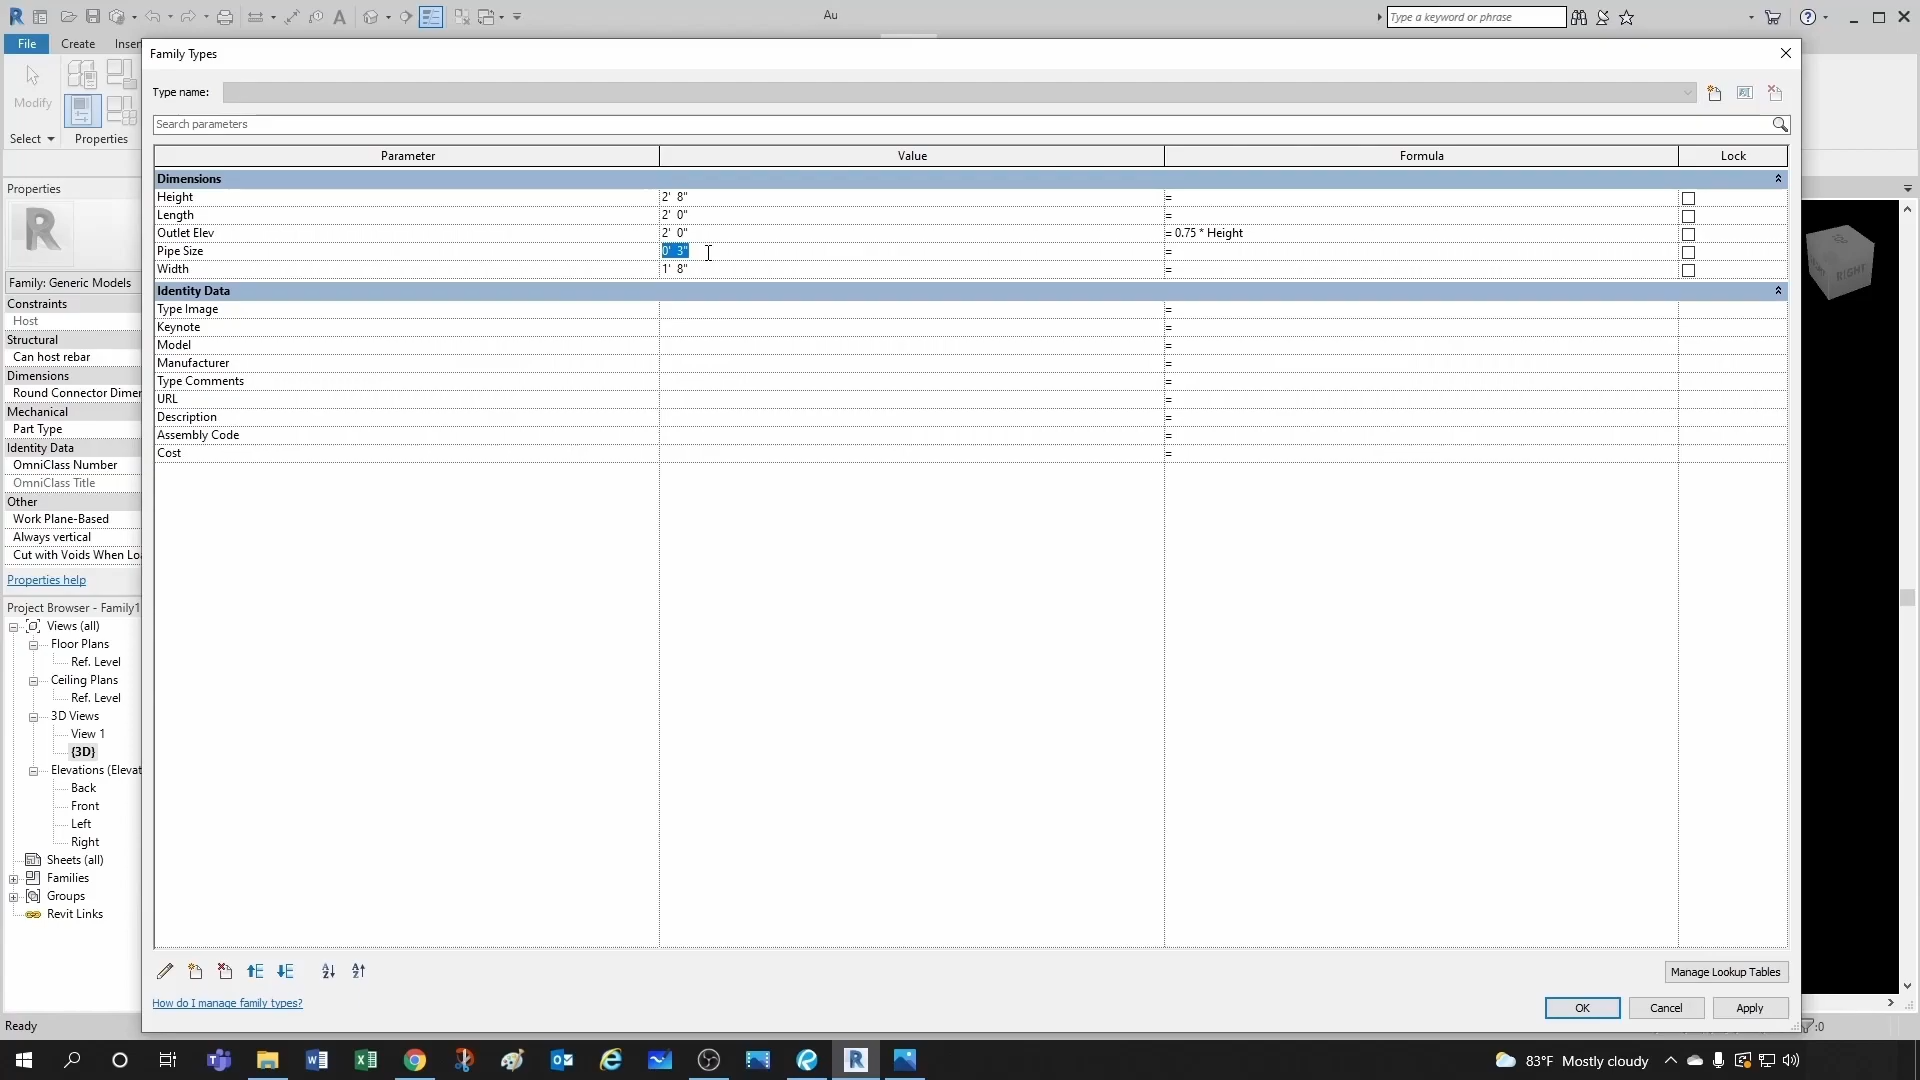 Au
Type a keyword or phrase
File Create Inser
Modify
Select
Properties
Family Types
Type name:
Search parameters
Parameter Value Formula Lock
Dimensions
Height 2' 8" =
Length 2' 0" =
Outlet Elev 2' 0" = 0.75 * Height
Pipe Size 0' 3" =
Width 1' 8" =
Identity Data
Type Image =
Keynote =
Model =
Manufacturer =
Type Comments =
URL =
Description =
Assembly Code =
Cost =
Manage Lookup Tables
How do I manage family types?
OK Cancel Apply
Properties
Family: Generic Models
Constraints
Host
Structural
Can host rebar
Dimensions
Round Connector Dimer
Mechanical
Part Type
Identity Data
OmniClass Number
OmniClass Title
Other
Work Plane-Based
Always vertical
Cut with Voids When Loa
Properties help
Project Browser - Family1
Views (all)
Floor Plans
Ref. Level
Ceiling Plans
Ref. Level
3D Views
View 1
{3D}
Elevations (Elevat
Back
Front
Left
Right
Sheets (all)
Families
Groups
Revit Links
TOP
RIGHT
Ready
:0
83°F Mostly cloudy